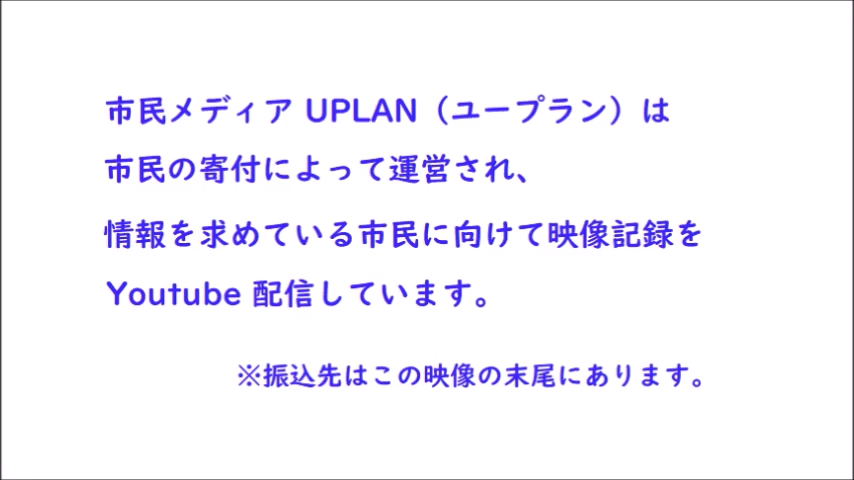 市民メディア UPLAN（ユープラン）は
市民の寄付によって運営され、
情報を求めている市民に向けて映像記録を
Youtube 配信しています。
※振込先はこの映像の末尾にあります。